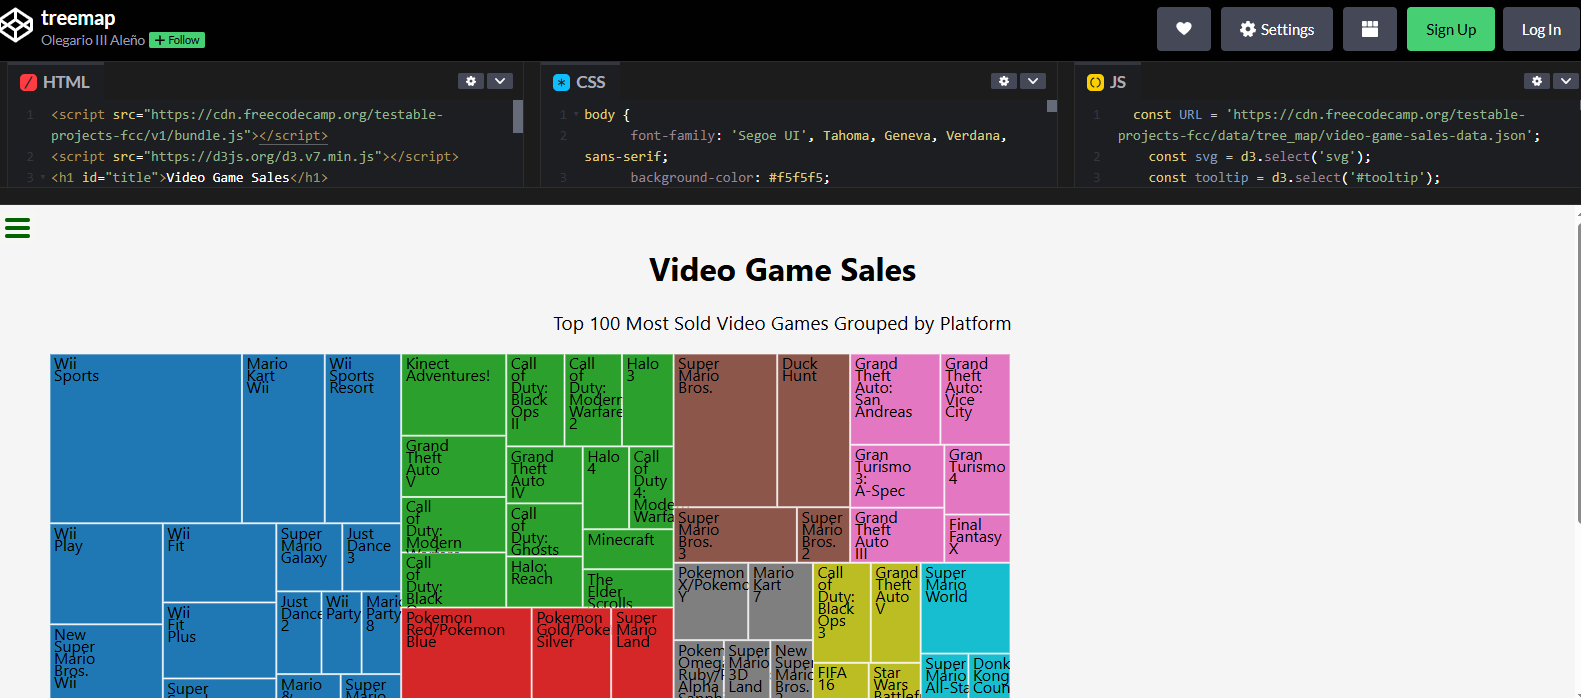 treemap
Olegario III Aleño + Follow
Settings
Sign Up
Log In
HTML
1 <script src="https://cdn.freecodecamp.org/testable-
projects-fcc/v1/bundle.js"></script>
2 <script src="https://d3js.org/d3.v7.min.js"></script>
3 <h1 id="title">Video Game Sales</h1>
CSS
1 body {
2 font-family: 'Segoe UI', Tahoma, Geneva, Verdana,
sans-serif;
3 background-color: #f5f5f5;
JS
1 const URL = 'https://cdn.freecodecamp.org/testable-
projects-fcc/data/tree_map/video-game-sales-data.json';
2 const svg = d3.select('svg');
3 const tooltip = d3.select('#tooltip');
Video Game Sales
Top 100 Most Sold Video Games Grouped by Platform
Wii
Sports
Mario
Kart
Wii
Wii
Sports
Resort
Wii
Play
Wii
Fit
Super
Mario
Galaxy
Just
Dance
3
Wii
Fit
Plus
Just
Dance
2
Wii
Party
Mario
Party
8
New
Super
Mario
Bros.
Wii
Super
Mario
&
Super
Mario
Kinect
Adventures!
Call
of
Duty:
Black
Ops
II
Call
of
Duty:
Modern
Warfare
2
Halo
3
Grand
Theft
Auto
V
Grand
Theft
Auto
IV
Halo
4
Call
of
Duty
4:
Mode
Warfa
Call
of
Duty:
Modern
Call
of
Duty:
Ghosts
Minecraft
Call
of
Duty:
Black
Halo:
Reach
The
Elder
Scrolls
Pokemon
Red/Pokemon
Blue
Pokemon
Gold/Poke
Silver
Super
Mario
Land
Super
Mario
Bros.
Duck
Hunt
Super
Mario
Bros.
3
Super
Mario
Bros.
2
Grand
Theft
Auto:
San
Andreas
Grand
Theft
Auto:
Vice
City
Gran
Turismo
3:
A-Spec
Gran
Turismo
4
Grand
Theft
Auto
III
Final
Fantasy
X
Pokemon
X/Pokemo
Y
Mario
Kart
7
Pokem
Omeg
Ruby/
Alpha
Super
Mario
3D
Land
New
Super
Mario
Bros.
Call
of
Duty:
Black
Ops
3
Grand
Theft
Auto
V
FIFA
16
Star
Wars
Super
Mario
World
Super
Mario
All-Sta
Donk
Kong
Coun